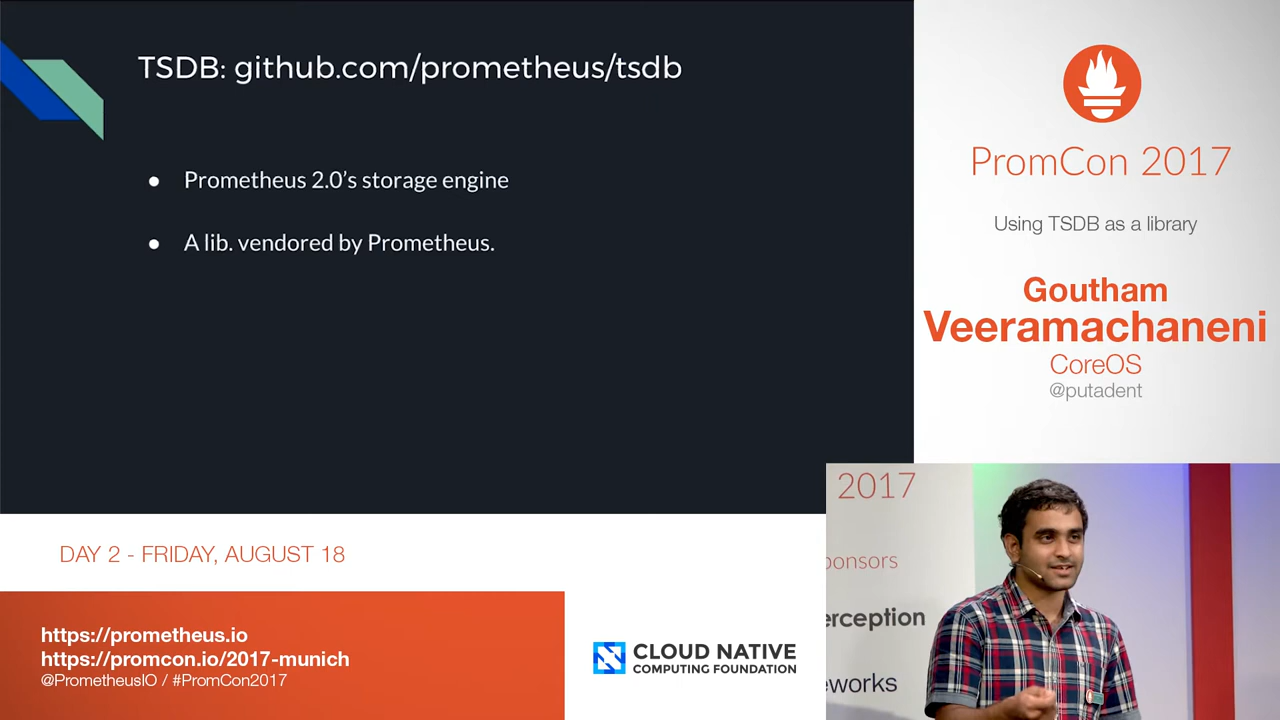 TSDB: github.com/prometheus/tsdb
● Prometheus 2.0's storage engine
● A lib. vendored by Prometheus.
PromCon 2017
Using TSDB as a library
Goutham
Veeramachaneni
CoreOS
@putadent
DAY 2 - FRIDAY, AUGUST 18
https://prometheus.io
https://promcon.io/2017-munich
@PrometheusIO / #PromCon2017
CLOUD NATIVE
COMPUTING FOUNDATION
2017
ponsors
erception
eworks